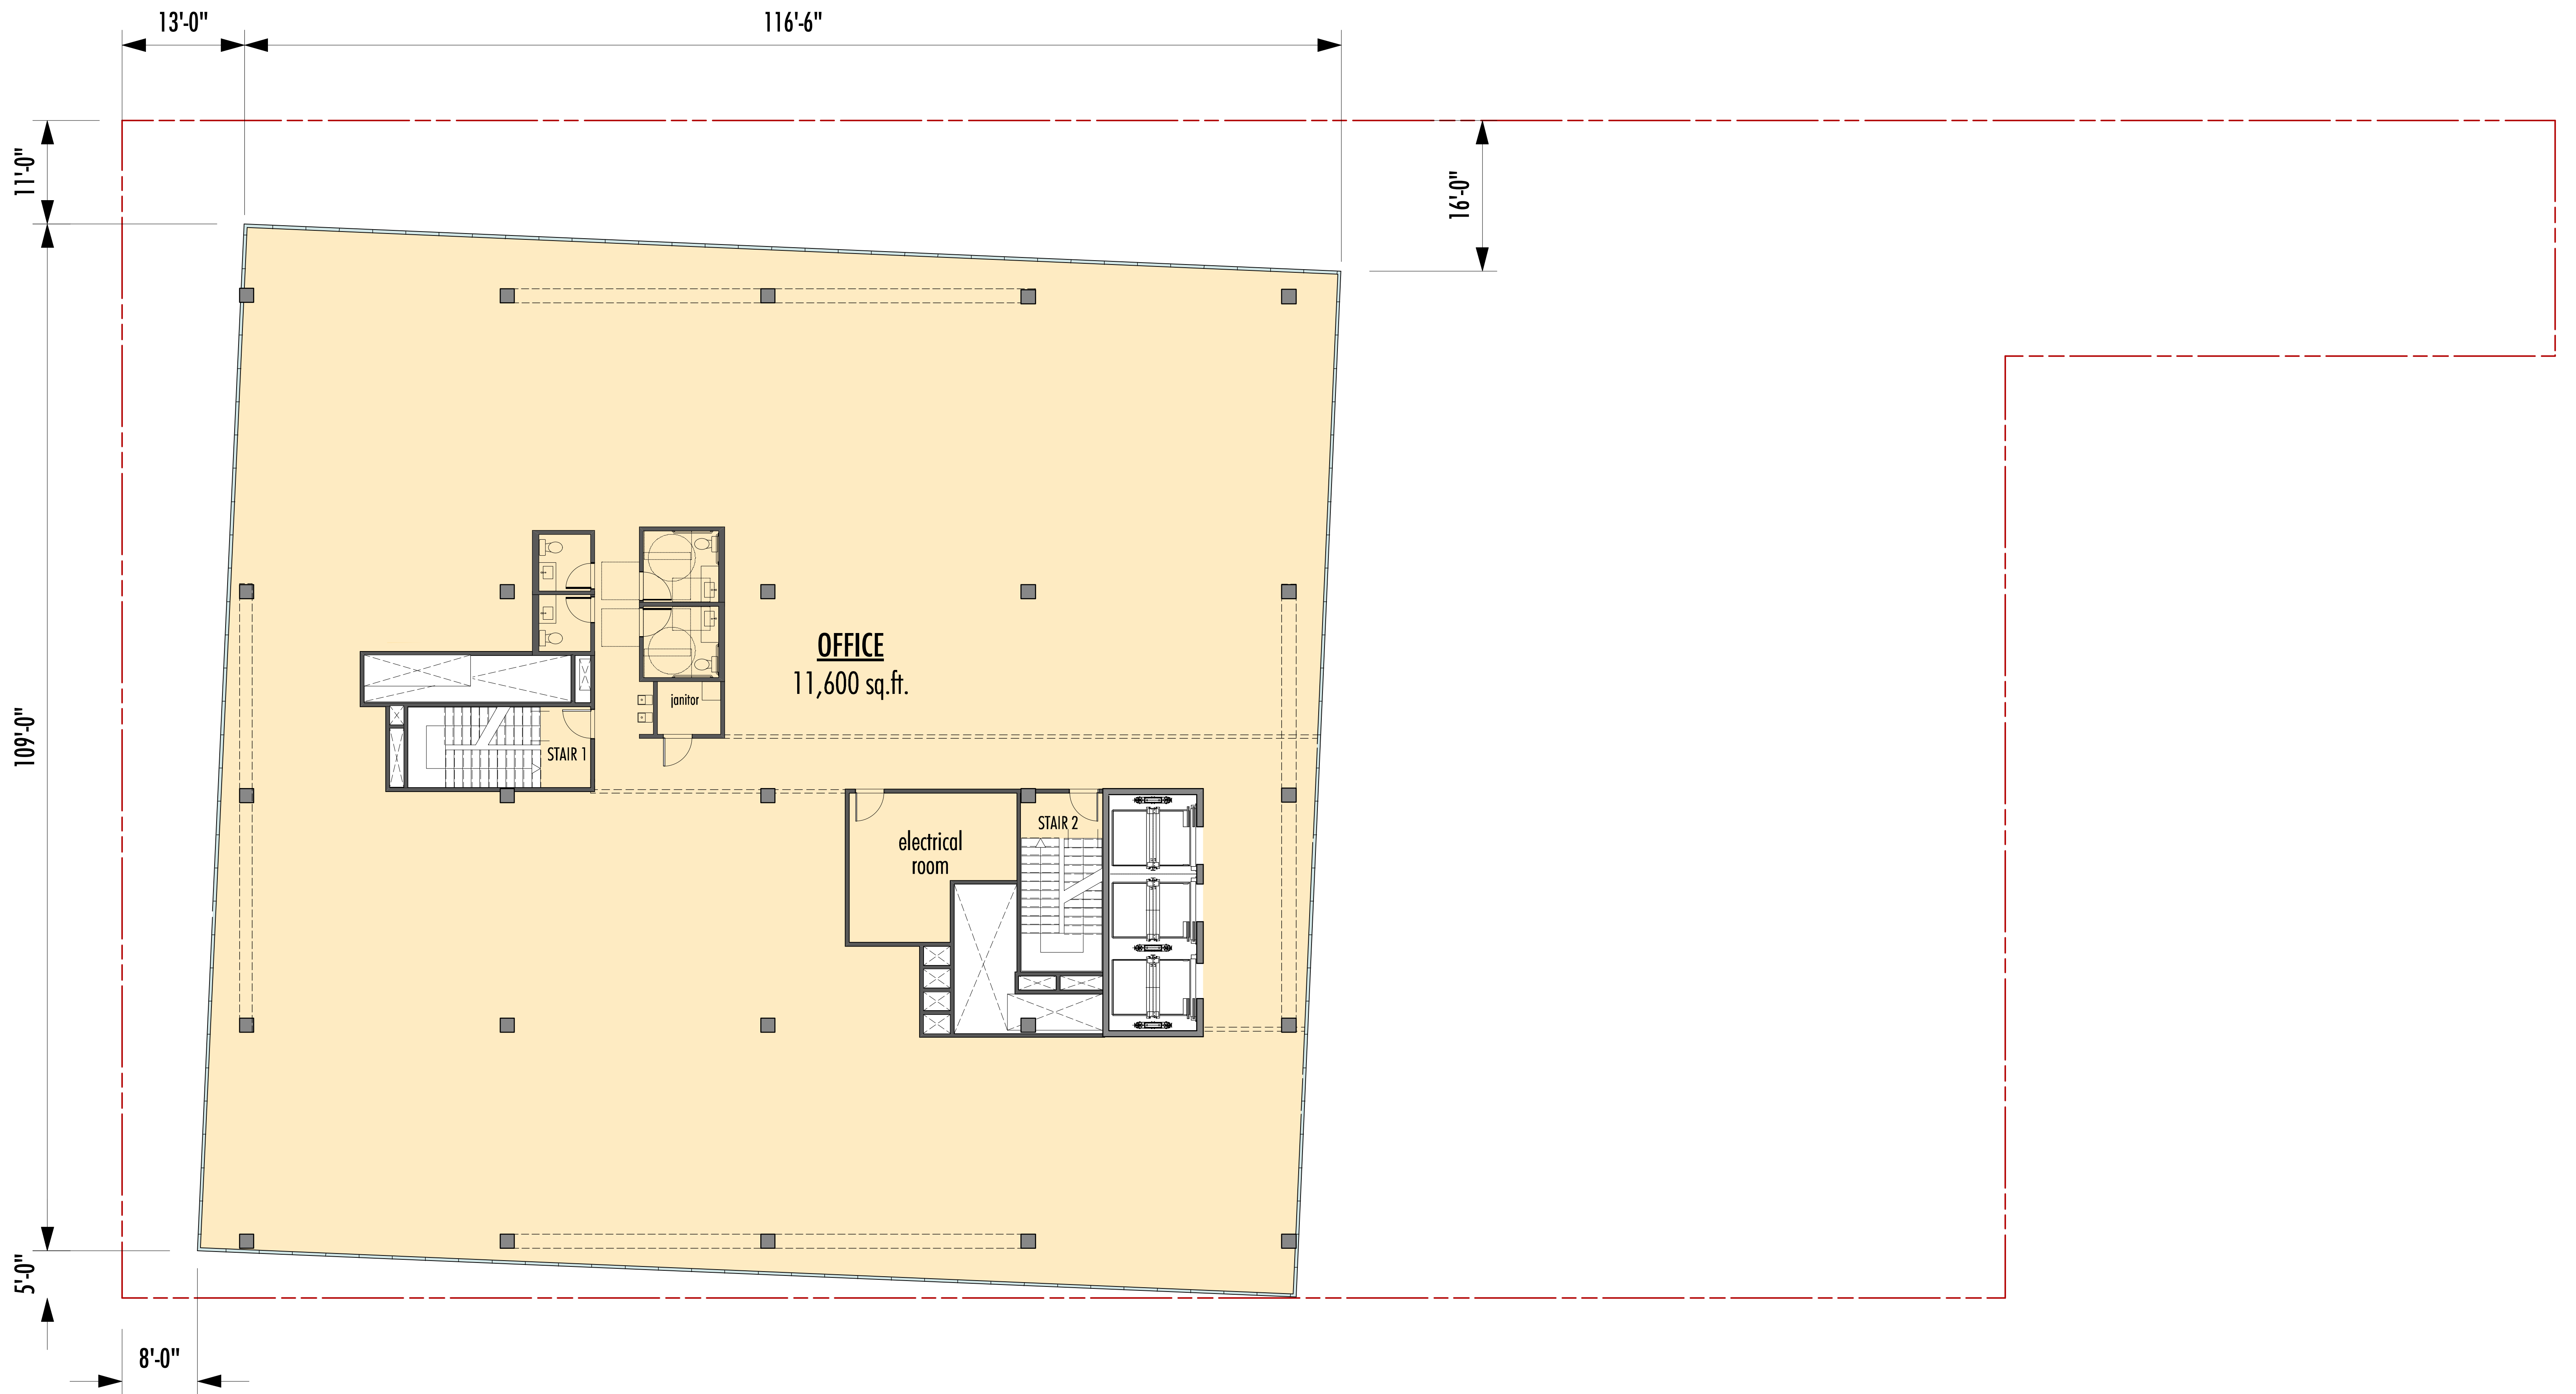 13'-0"
116'-6"
11'-0"
16'-0"
OFFICE
11,600 sq.ft.
janitor
109'-0"
STAIR 1
STAIR 2
electrical
room
5'-0"
8'-0"